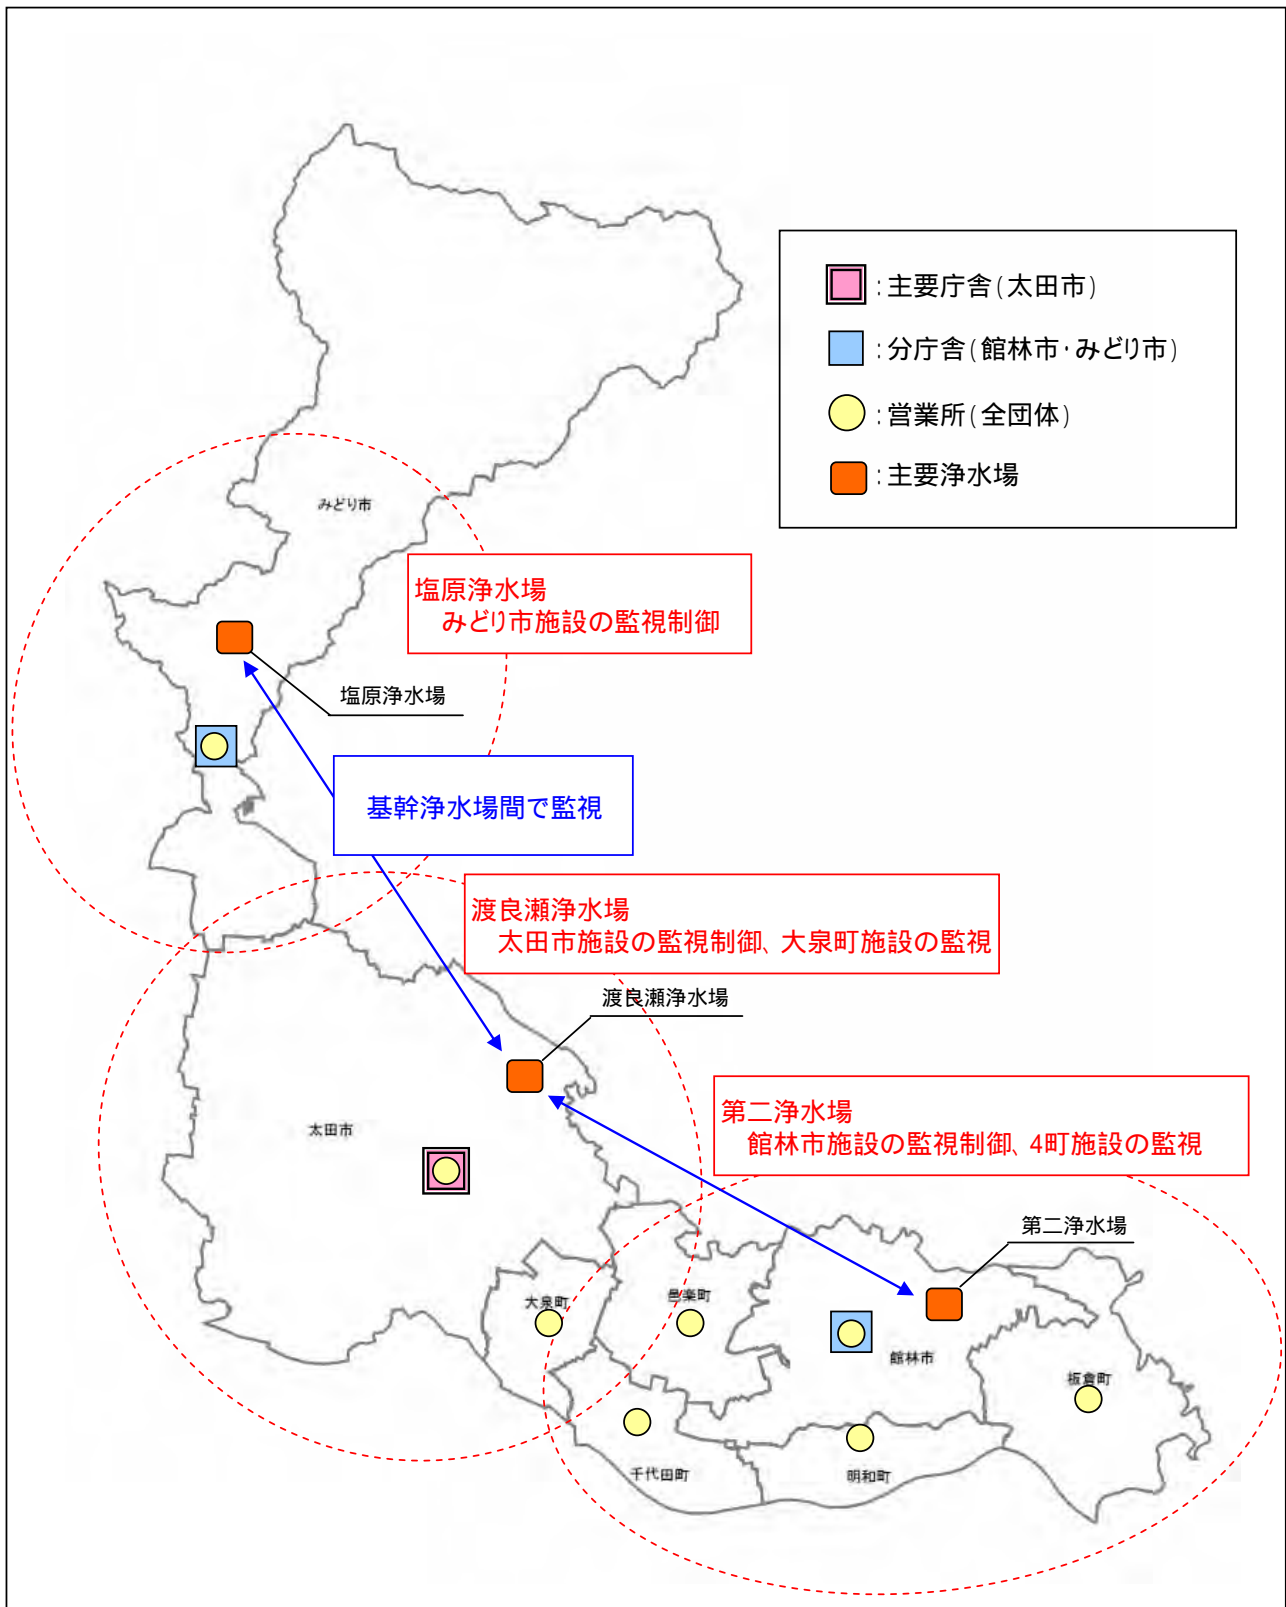 :主要庁舎(太田市)
:分庁舎(館林市・みどり市)
:営業所(全団体)
:主要浄水場
みどり市
塩原浄水場
みどり市施設の監視制御
塩原浄水場
基幹浄水場間で監視
渡良瀬浄水場
太田市施設の監視制御、大泉町施設の監視
渡良瀬浄水場
第二浄水場
館林市施設の監視制御、4町施設の監視
太田市
第二浄水場
大泉町
邑楽町
館林市
板倉町
千代田町
明和町